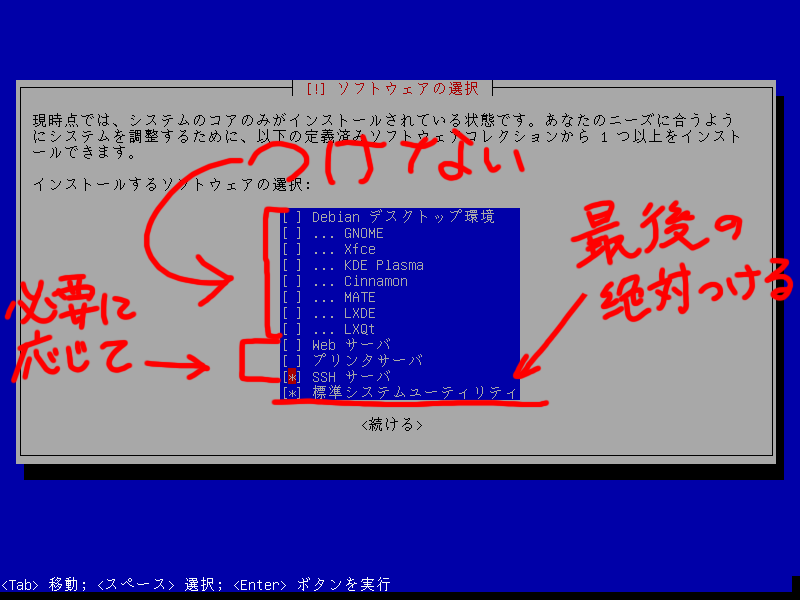 [!] ソフトウェアの選択
現時点では、システムのコアのみがインストールされている状態です。あなたのニーズに合うよう
にシステムを調整するために、以下の定義済みソフトウェアコレクションから 1 つ以上をインスト
ールできます。
つけない
インストールするソフトウェアの選択:
[ ] Debian デスクトップ環境
[ ] ... GNOME
[ ] ... Xfce
[ ] ... KDE Plasma
[ ] ... Cinnamon
[ ] ... MATE
[ ] ... LXDE
[ ] ... LXQt
[ ] Web サーバ
[ ] プリンタサーバ
[*] SSH サーバ
[*] 標準システムユーティリティ
最後の
絶対つける
必要に
応じて
<続ける>
<Tab> 移動; <スペース> 選択; <Enter> ボタンを実行